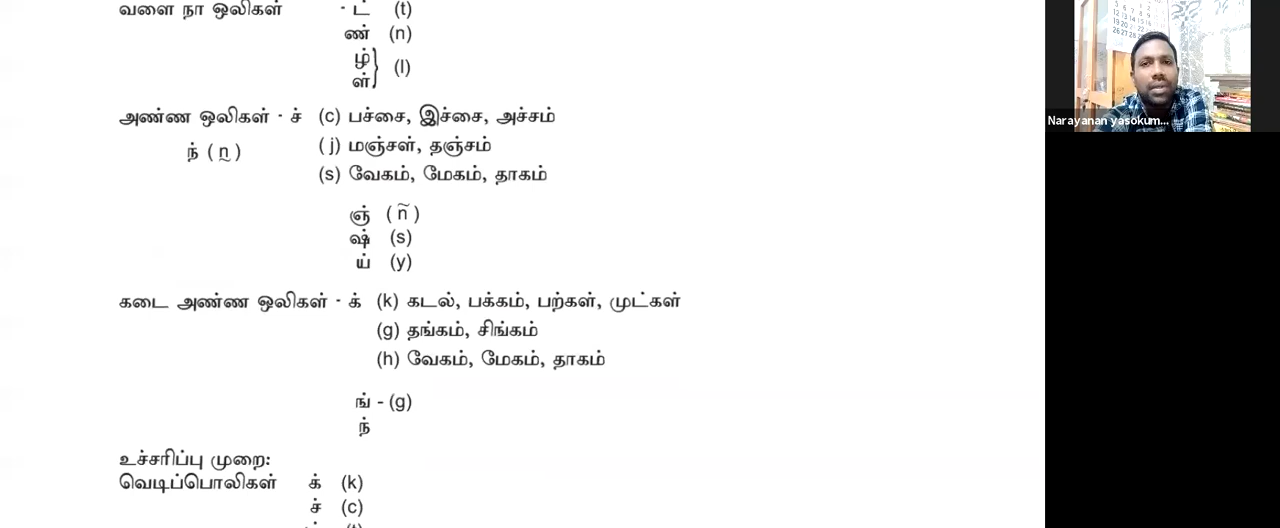 வளை நா ஒலிகள் - ட் (t)
ண் (n)
ழ்
ள்} (l)
அண்ண ஒலிகள் - ச் (c) பச்சை, இச்சை, அச்சம்
ந் (n̲) (j) மஞ்சள், தஞ்சம்
(s) வேகம், மேகம், தாகம்
ஞ் (ñ)
ஷ் (s)
ய் (y)
கடை அண்ண ஒலிகள் - க் (k) கடல், பக்கம், பற்கள், முட்கள்
(g) தங்கம், சிங்கம்
(h) வேகம், மேகம், தாகம்
ங் - (g)
ந்
உச்சரிப்பு முறை:
வெடிப்பொலிகள் க் (k)
ச் (c)
Narayanan yasokum...